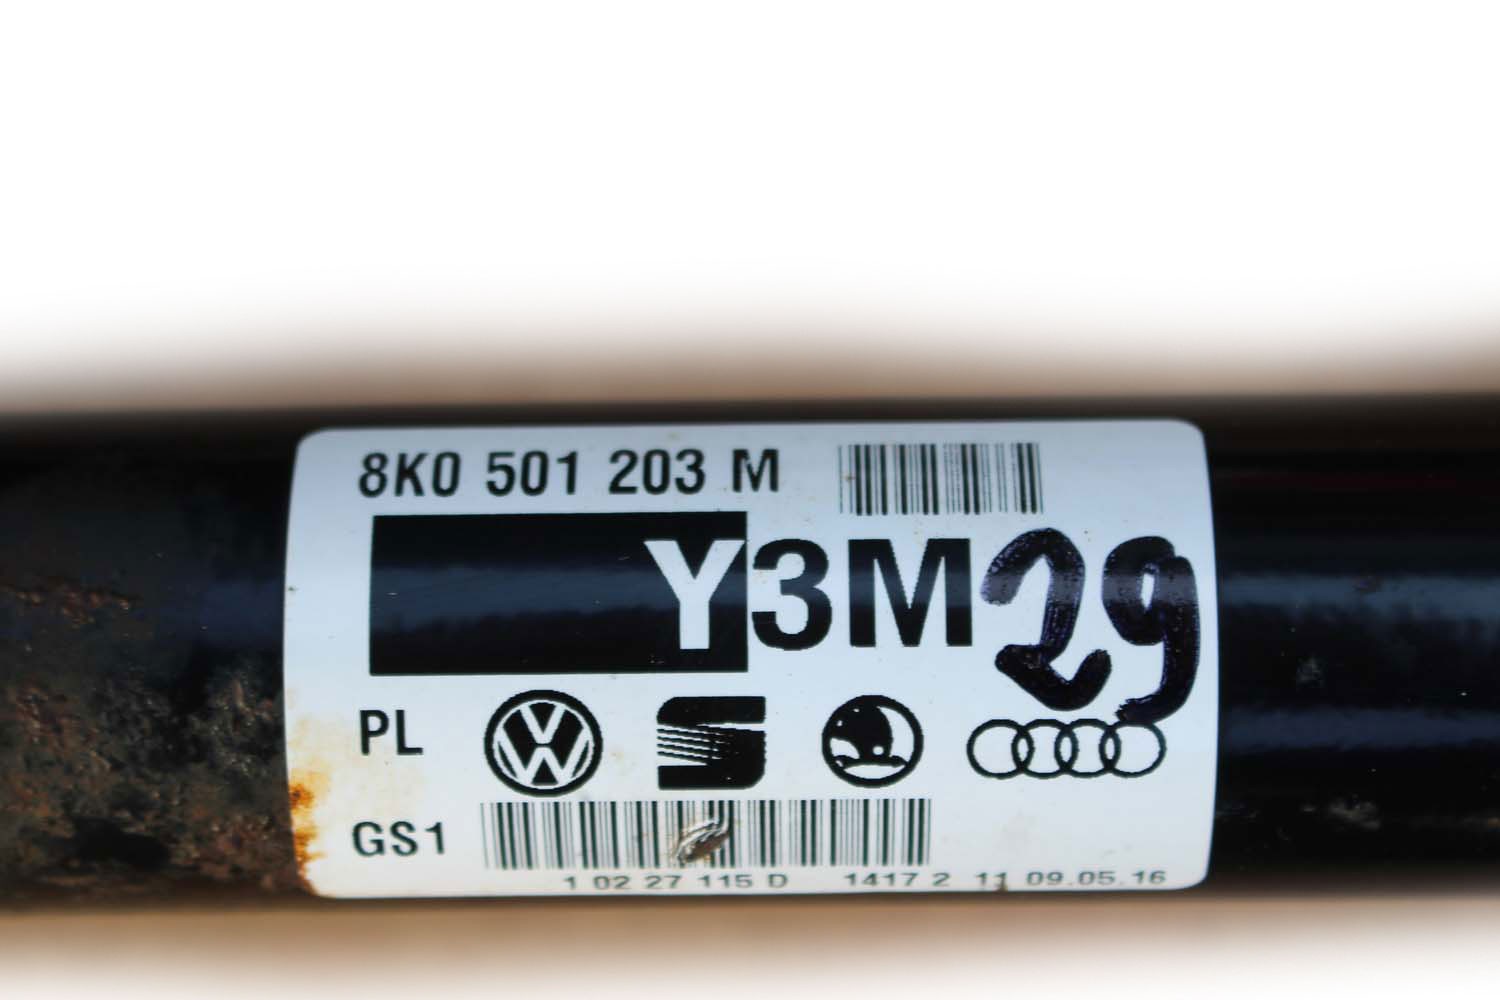 8K0 501 203 M
Y3M 29
PL
GS1
1 02 27 115 D 1417 2 11 09.05.16